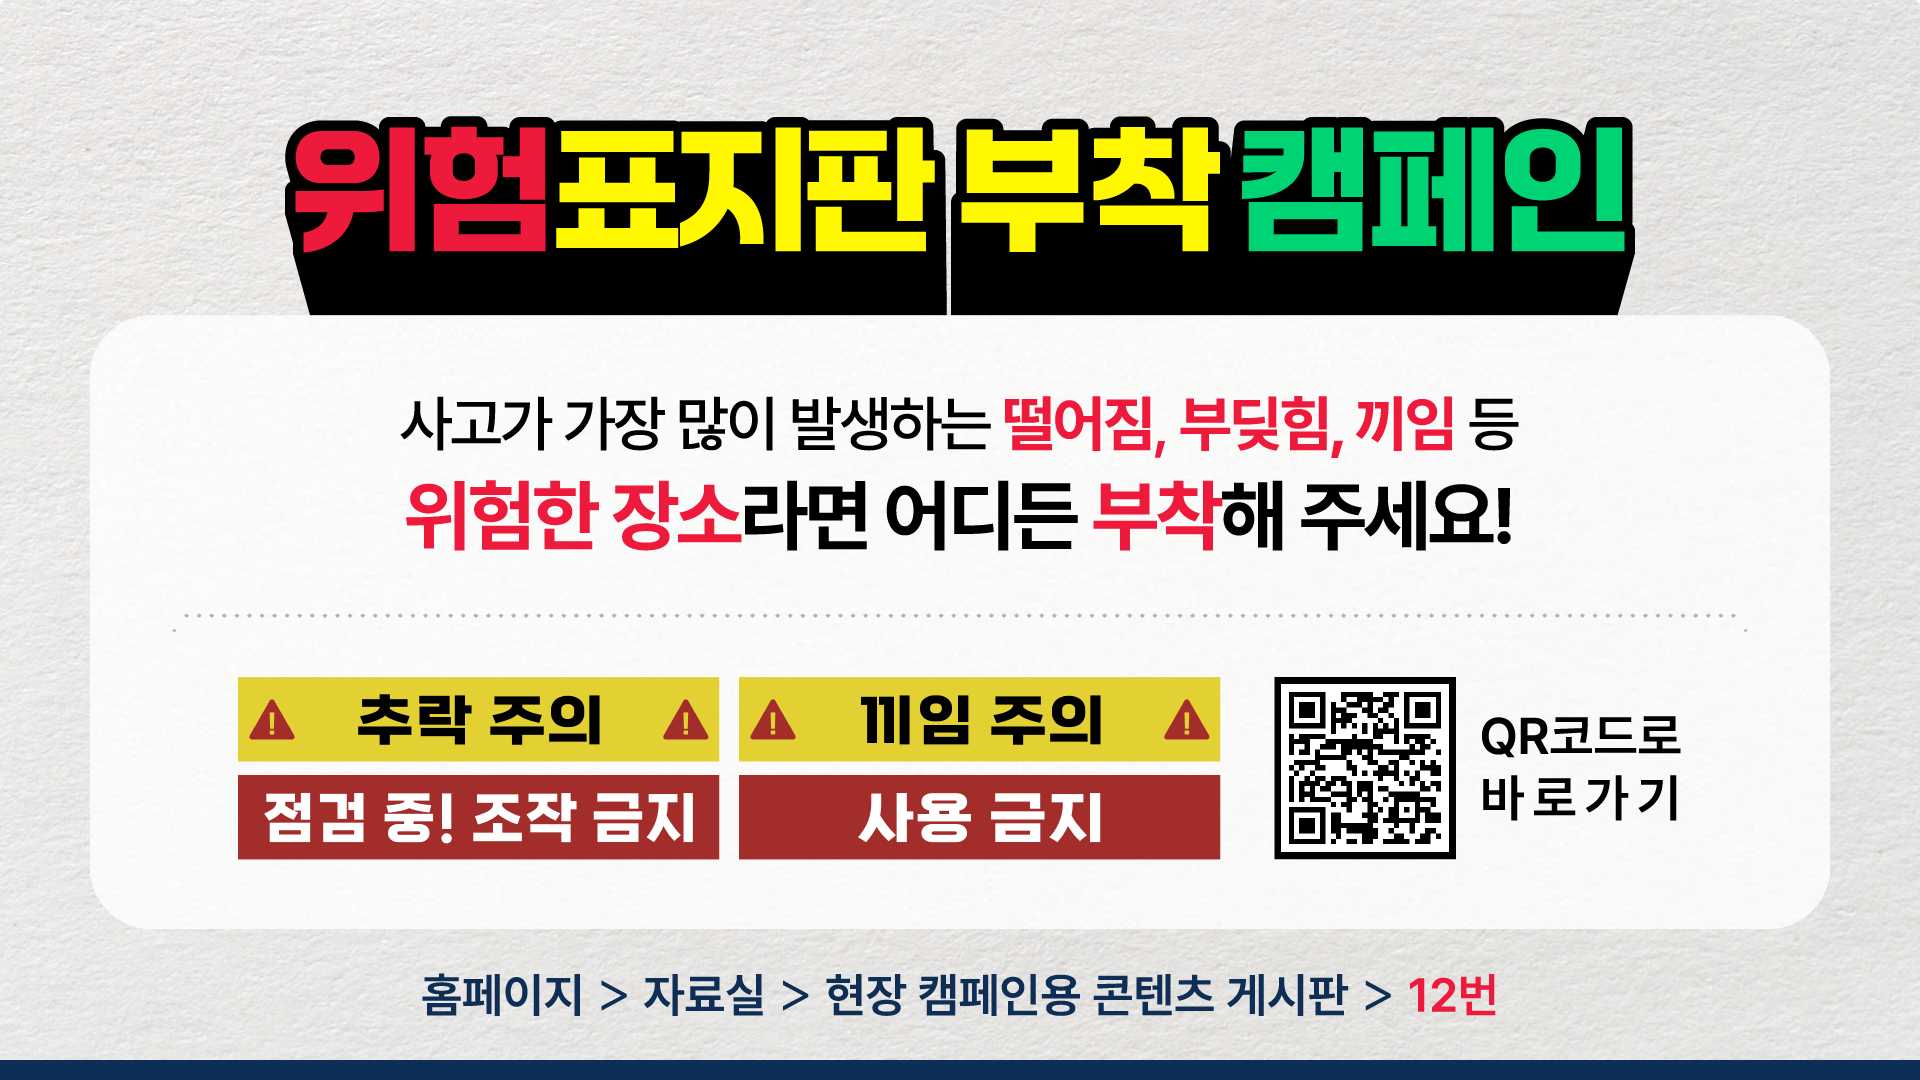 위험표지판 부착 캠페인
사고가 가장 많이 발생하는 떨어짐, 부딪힘, 끼임 등
위험한 장소라면 어디든 부착해 주세요!
추락 주의
끼임 주의
점검 중! 조작 금지
사용 금지
QR코드로
바로가기
홈페이지 > 자료실 > 현장 캠페인용 콘텐츠 게시판 > 12번